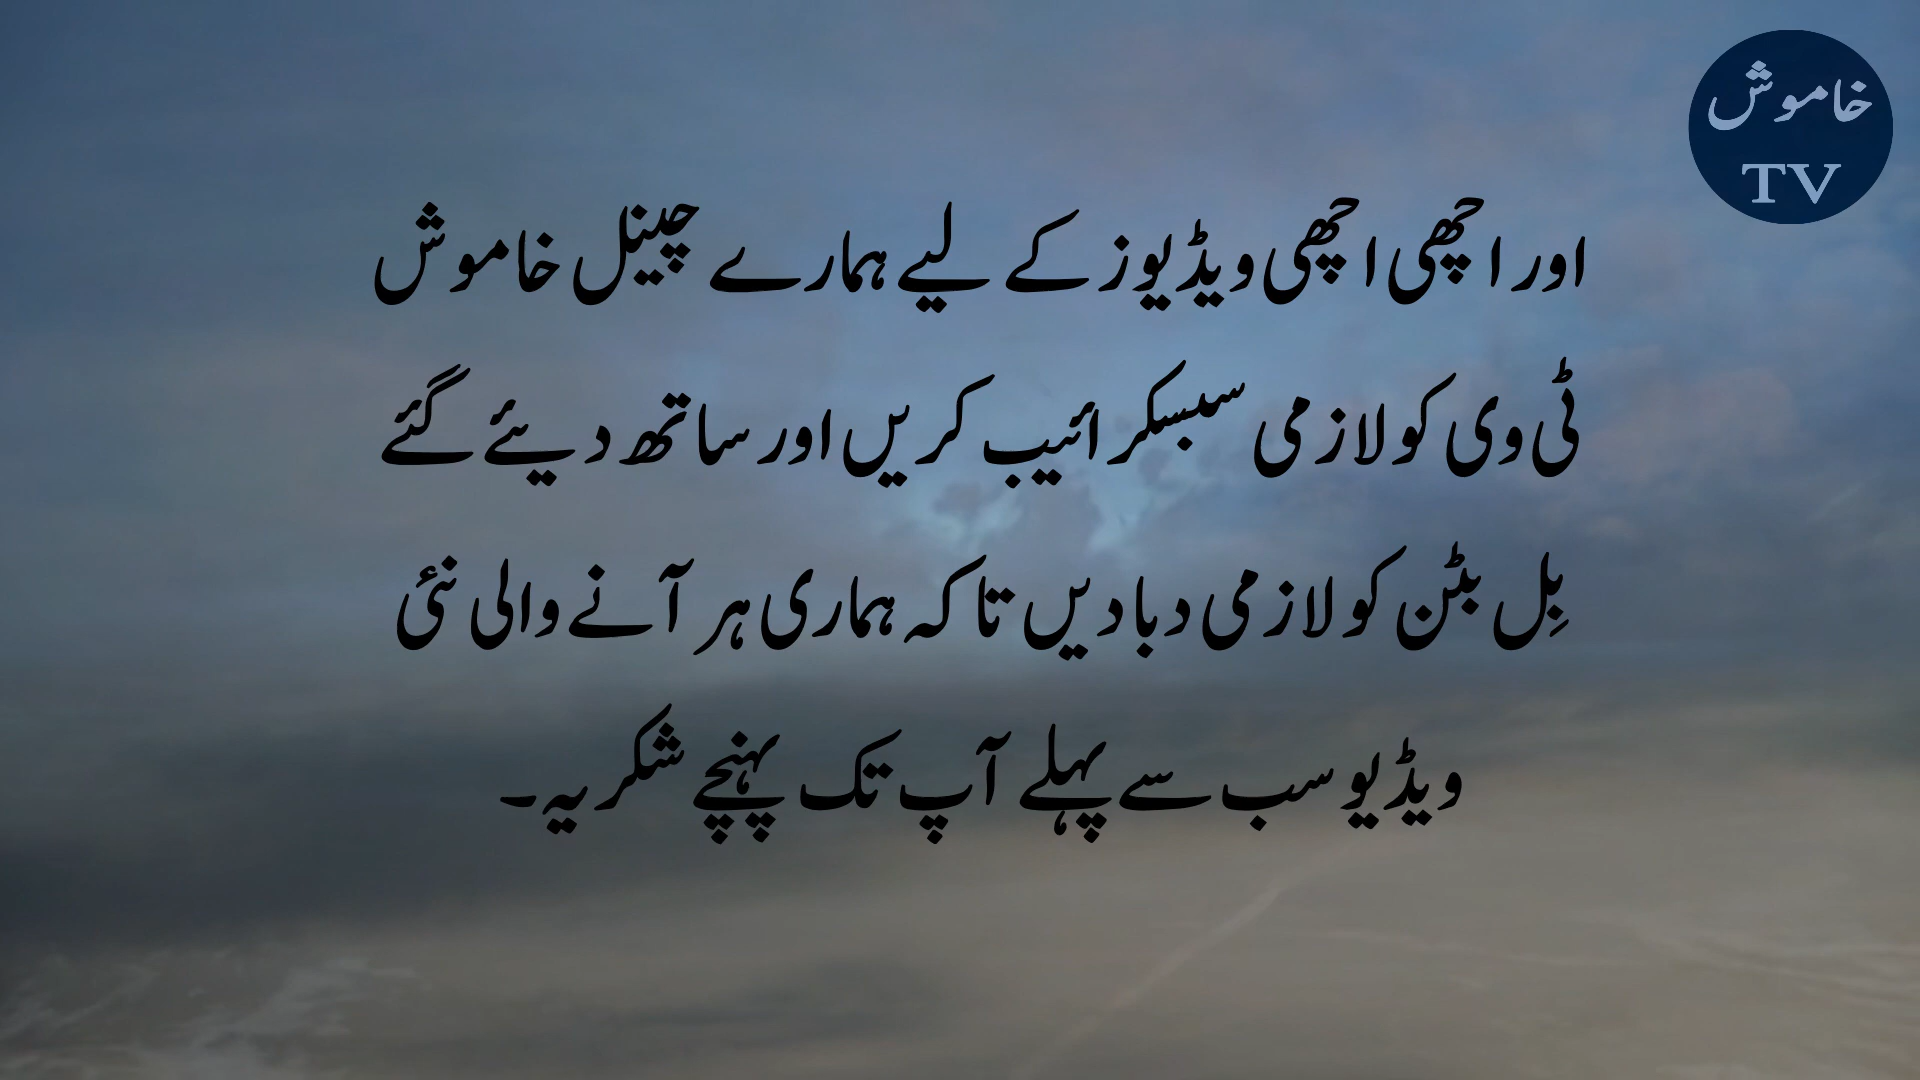 خاموش
TV
اور اچھی اچھی ویڈیوز کے لیے ہمارے چینل خاموش
ٹی وی کو لازمی سبسکرائیب کریں اور ساتھ دیئے گئے
بِل بٹن کو لازمی دبا دیں تا کہ ہماری ہر آنے والی نئی
ویڈیو سب سے پہلے آپ تک پہنچے شکریہ۔